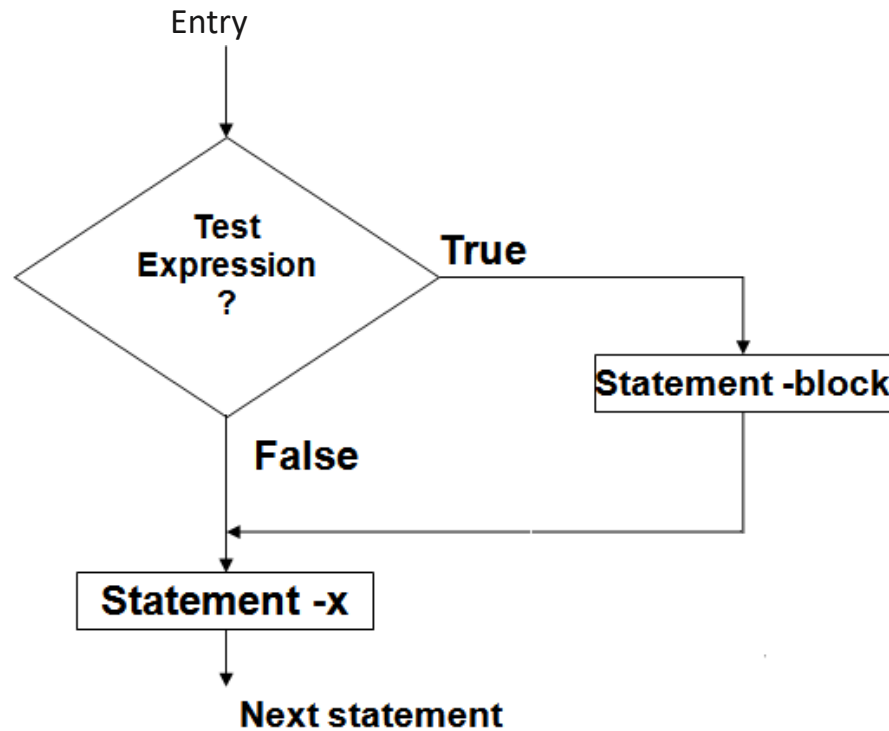 Entry
Test
Expression
?
True
Statement -block
False
Statement -x
Next statement